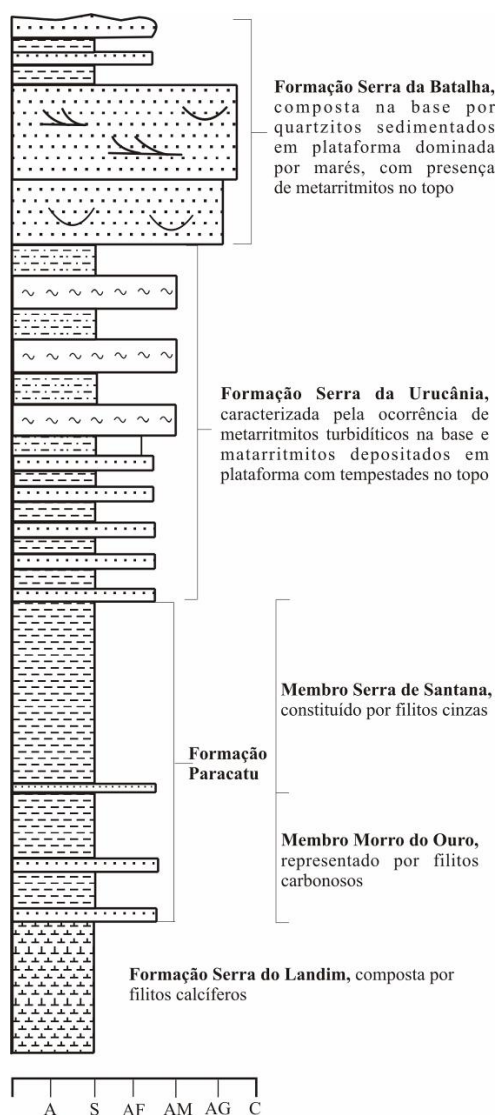 Formação Serra da Batalha,
composta na base por
quartzitos sedimentados
em plataforma dominada
por marés, com presença
de metarritmitos no topo
Formação Serra da Urucânia,
caracterizada pela ocorrência de
metarritmitos turbidíticos na base e
matarritmitos depositados em
plataforma com tempestades no topo
Membro Serra de Santana,
constituído por filitos cinzas
Formação
Paracatu
Membro Morro do Ouro,
representado por filitos
carbonosos
Formação Serra do Landim, composta por
filitos calcíferos
A S AF AM AG C